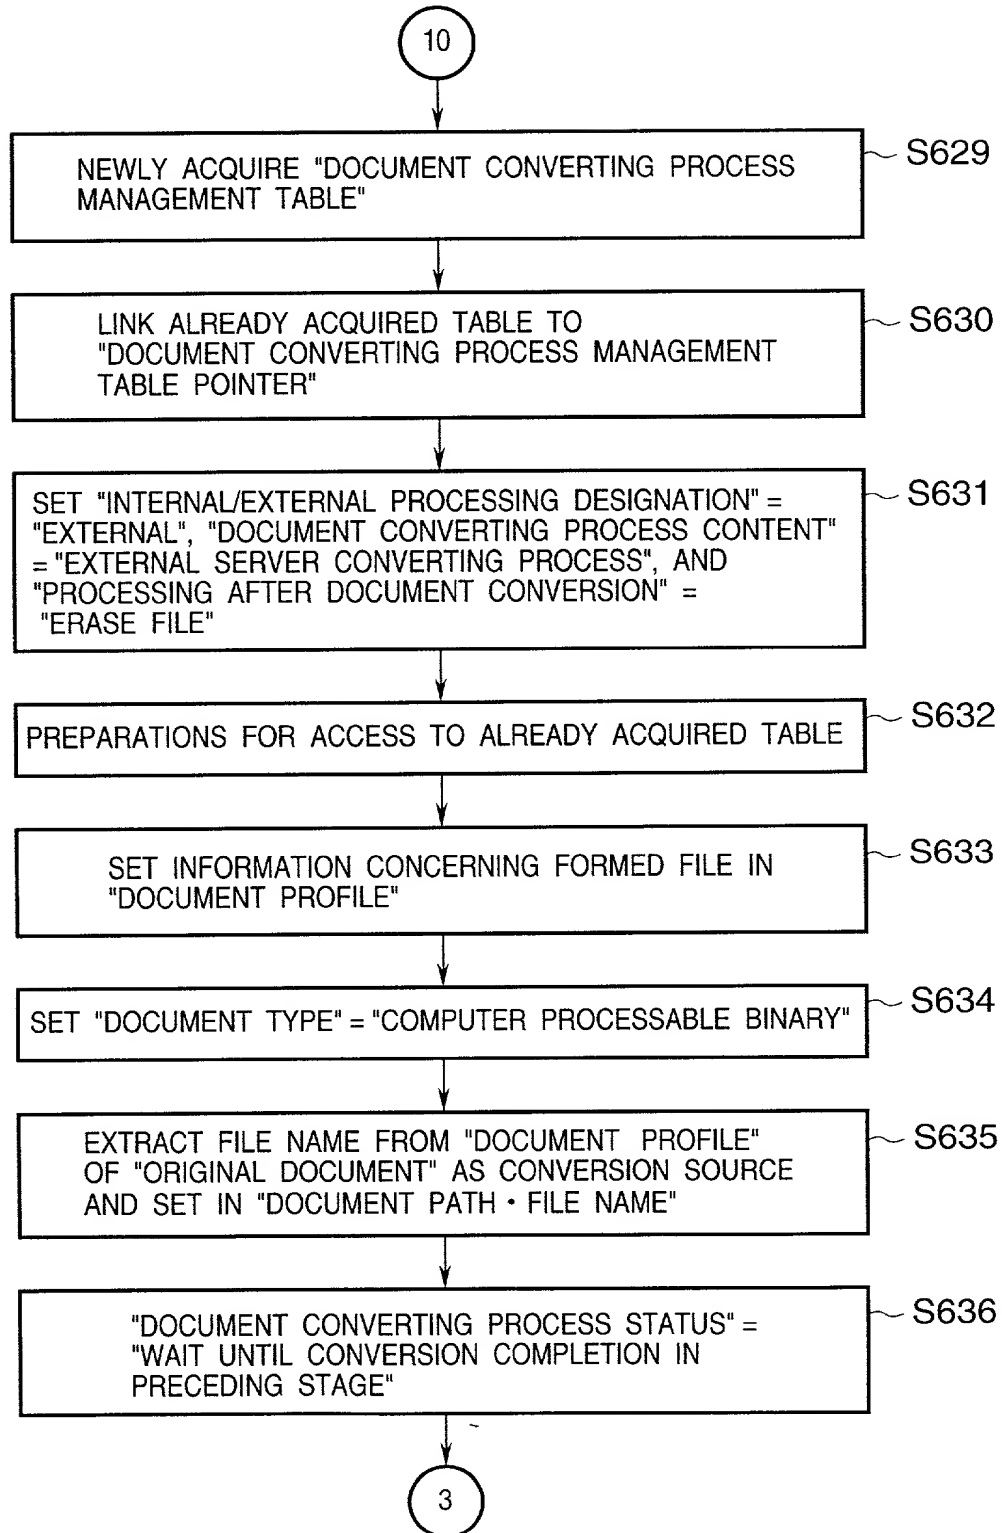 10
NEWLY ACQUIRE "DOCUMENT CONVERTING PROCESS
MANAGEMENT TABLE"
S629
LINK ALREADY ACQUIRED TABLE TO
"DOCUMENT CONVERTING PROCESS MANAGEMENT
TABLE POINTER"
S630
SET "INTERNAL/EXTERNAL PROCESSING DESIGNATION" =
"EXTERNAL", "DOCUMENT CONVERTING PROCESS CONTENT"
= "EXTERNAL SERVER CONVERTING PROCESS", AND
"PROCESSING AFTER DOCUMENT CONVERSION" =
"ERASE FILE"
S631
PREPARATIONS FOR ACCESS TO ALREADY ACQUIRED TABLE
S632
SET INFORMATION CONCERNING FORMED FILE IN
"DOCUMENT PROFILE"
S633
SET "DOCUMENT TYPE" = "COMPUTER PROCESSABLE BINARY"
S634
EXTRACT FILE NAME FROM "DOCUMENT PROFILE"
OF "ORIGINAL DOCUMENT" AS CONVERSION SOURCE
AND SET IN "DOCUMENT PATH・FILE NAME"
S635
"DOCUMENT CONVERTING PROCESS STATUS" =
"WAIT UNTIL CONVERSION COMPLETION IN
PRECEDING STAGE"
S636
3